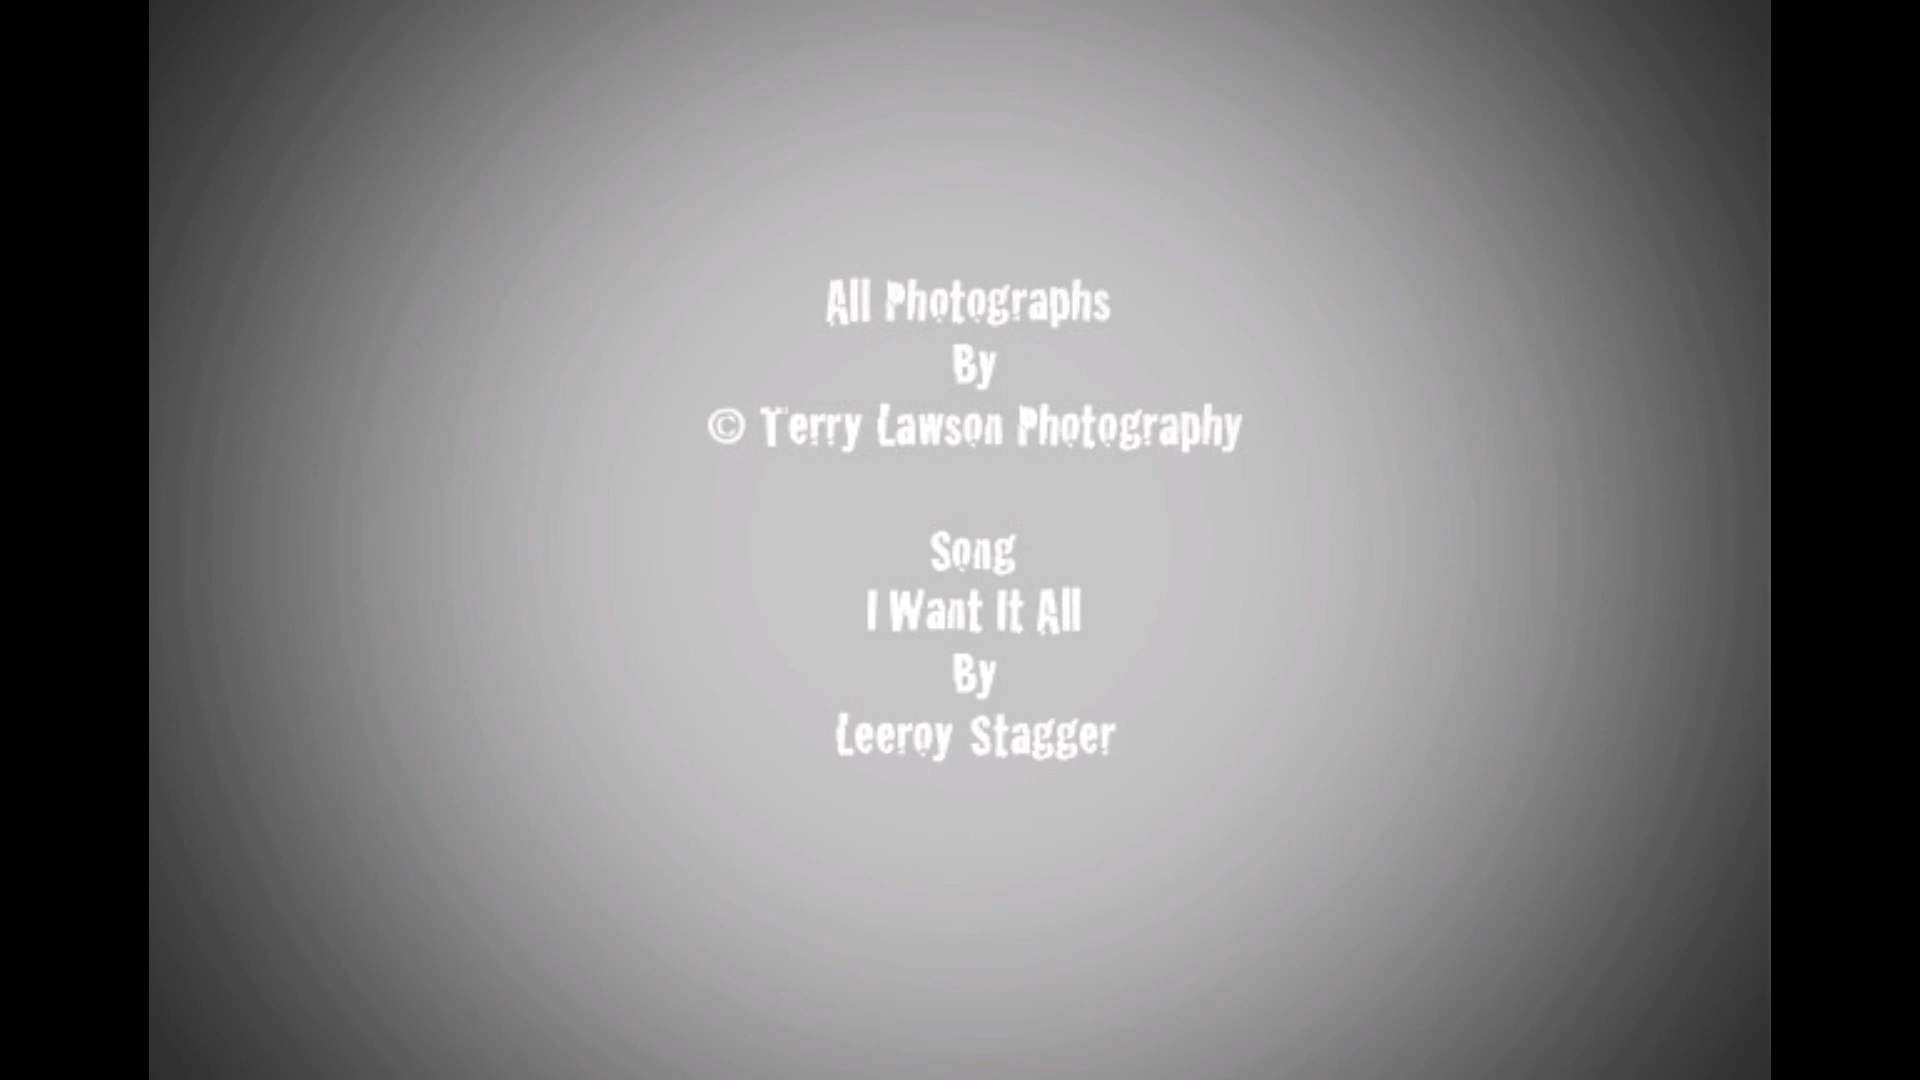 All Photographs
By
© Terry Lawson Photography
Song
I Want It All
By
Leeroy Stagger